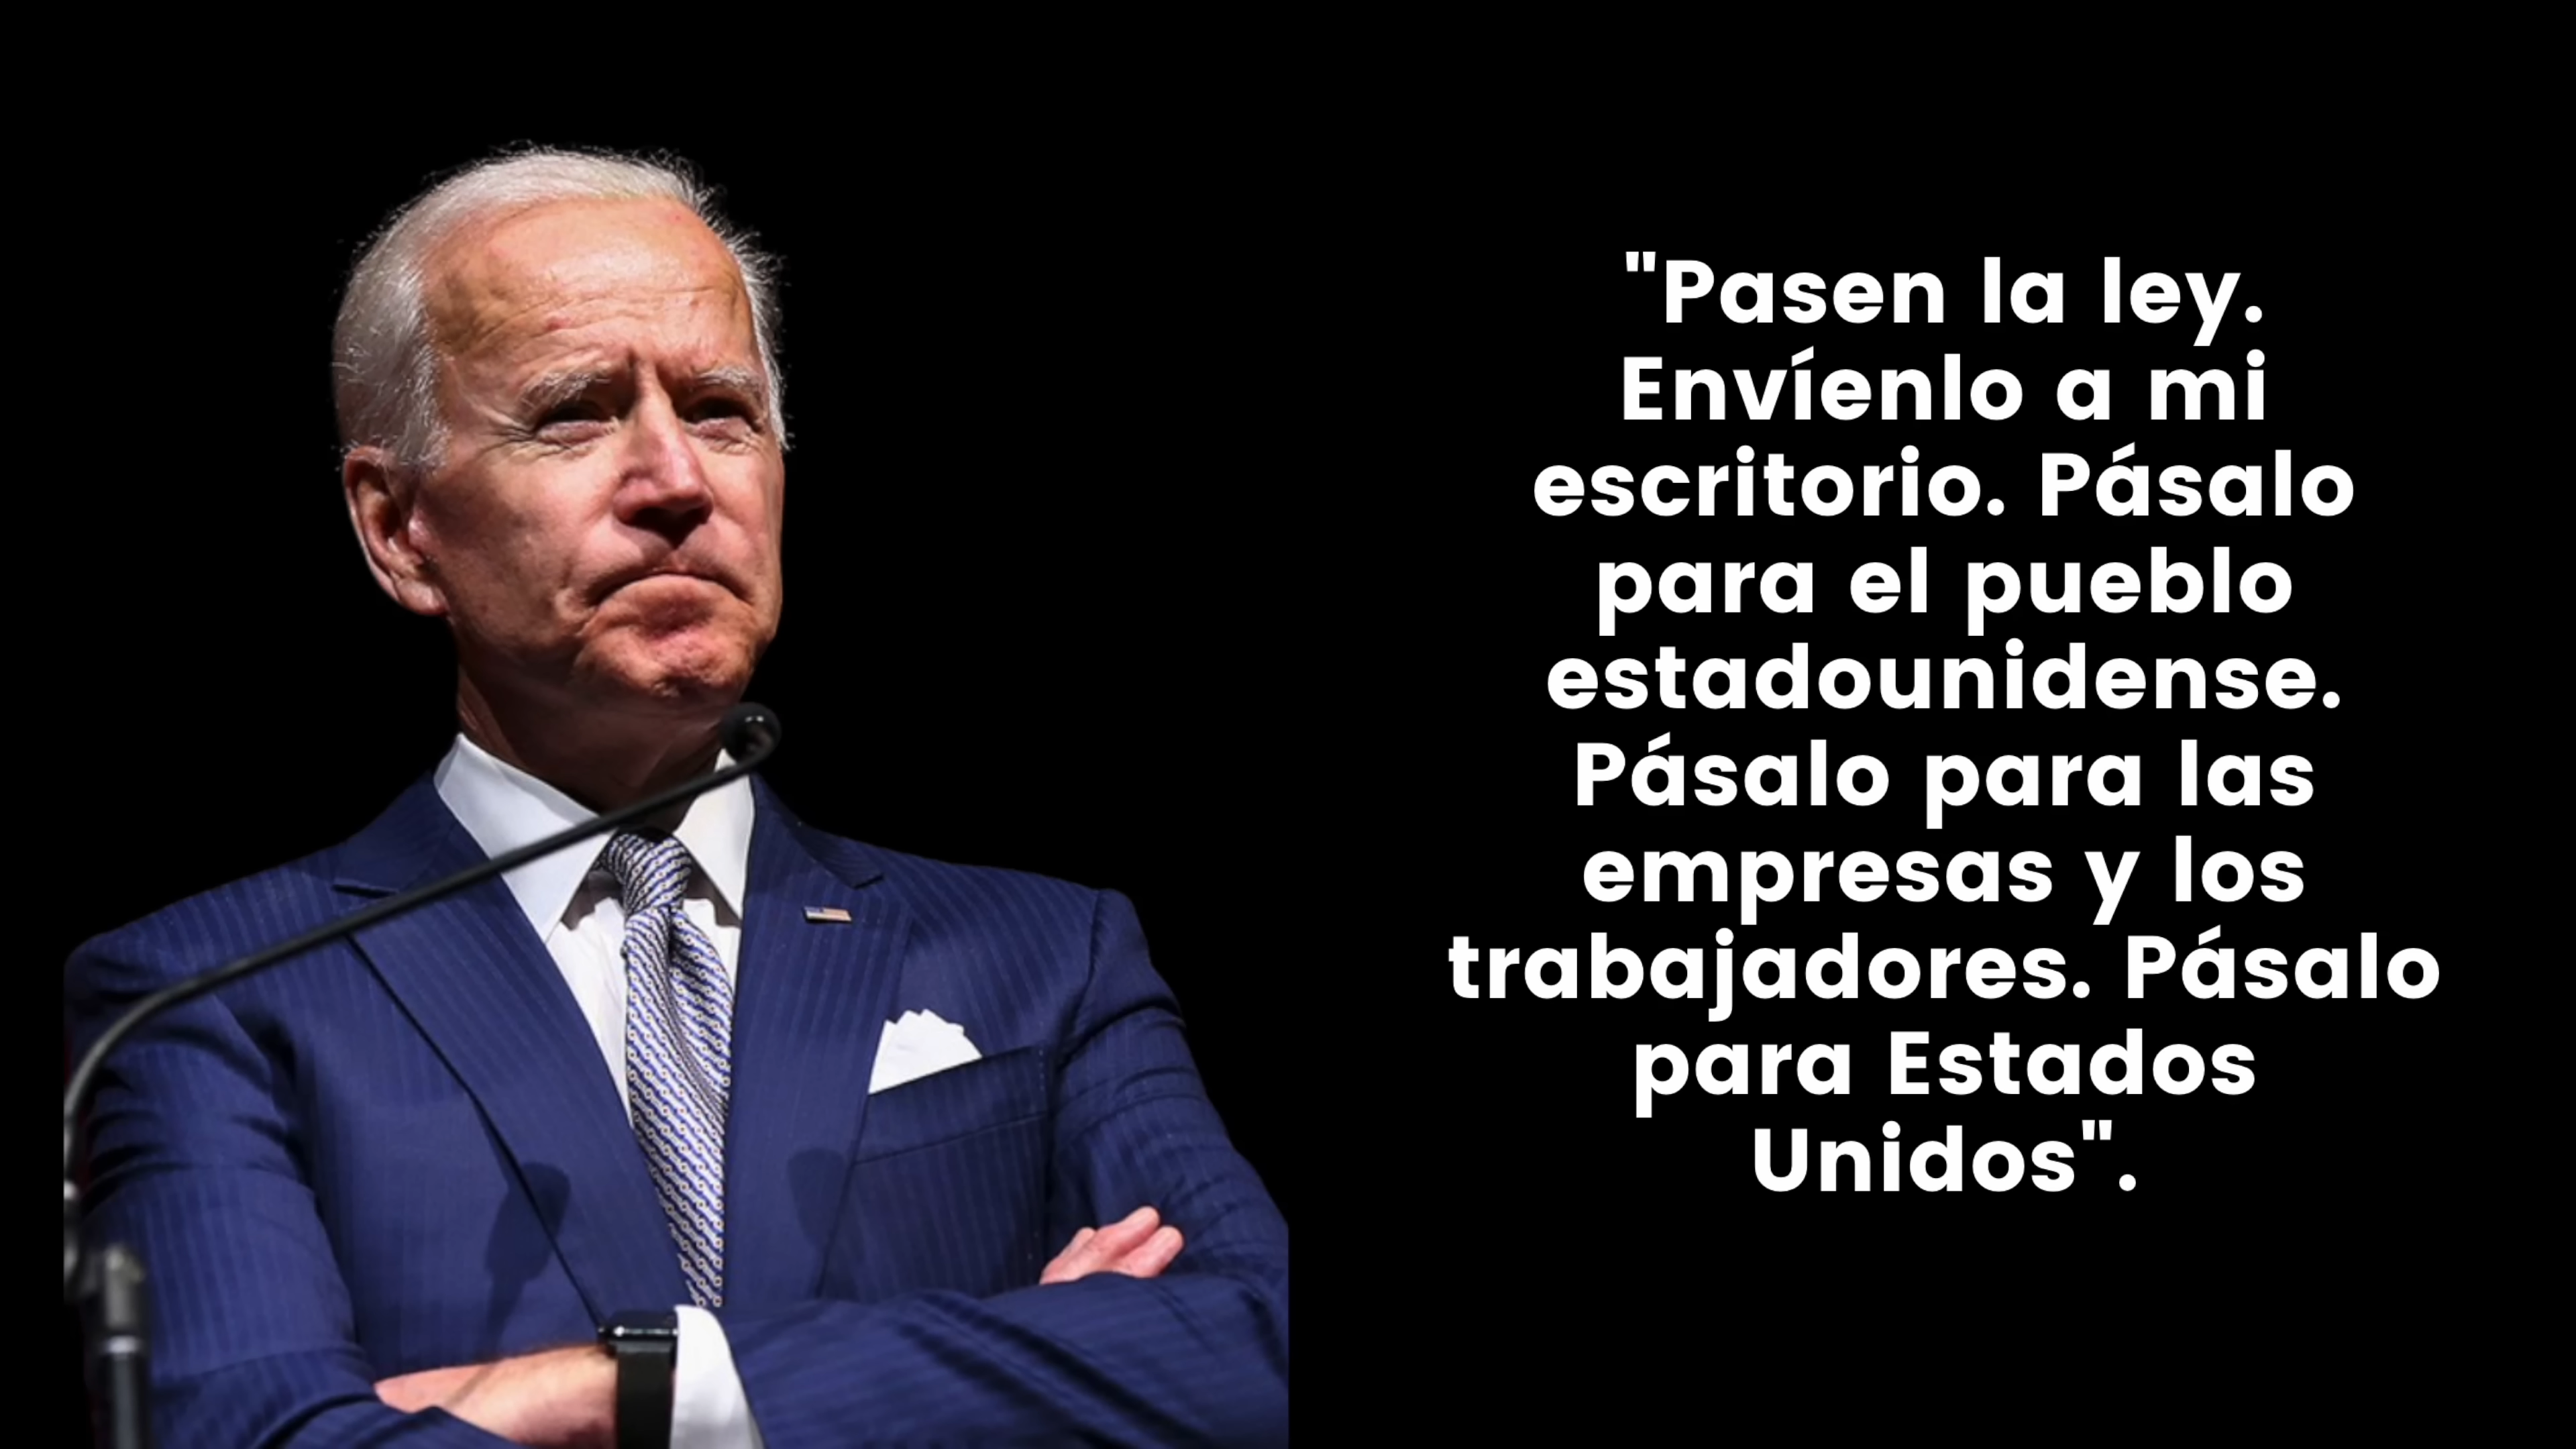 "Pasen la ley.
Envíenlo a mi
escritorio. Pásalo
para el pueblo
estadounidense.
Pásalo para las
empresas y los
trabajadores. Pásalo
para Estados
Unidos".